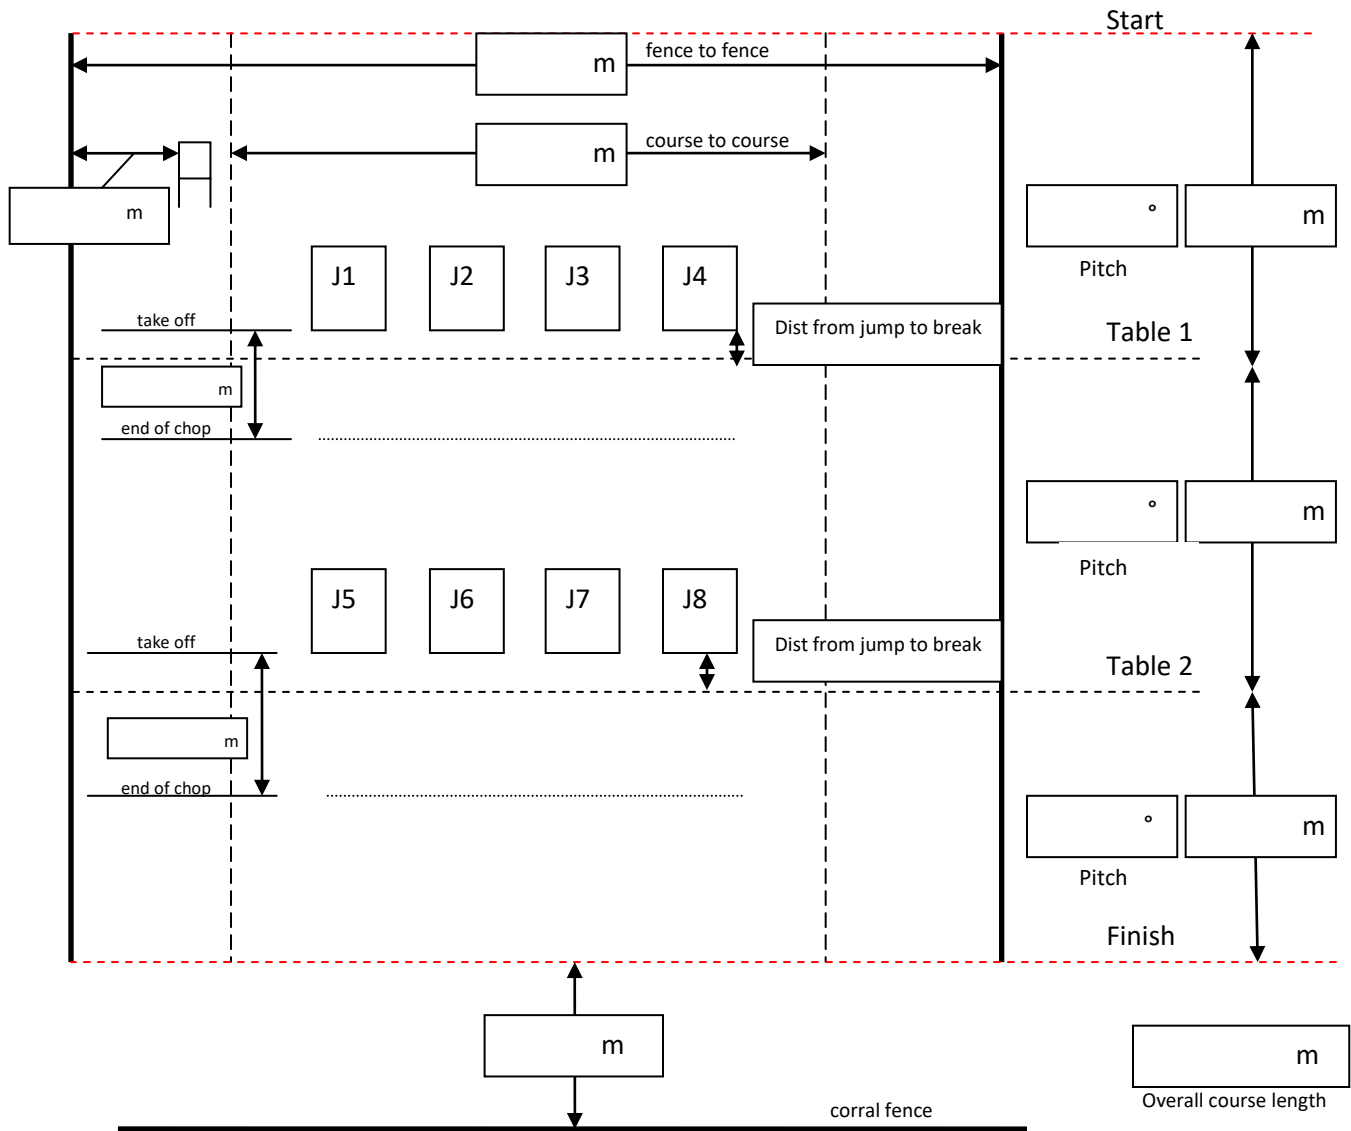 Start
fence to fence
m
course to course
m
m
°
m
Pitch
J1
J2
J3
J4
take off
Dist from jump to break
Table 1
m
end of chop
°
m
Pitch
J5
J6
J7
J8
take off
Dist from jump to break
Table 2
m
end of chop
°
m
Pitch
Finish
m
m
Overall course length
corral fence